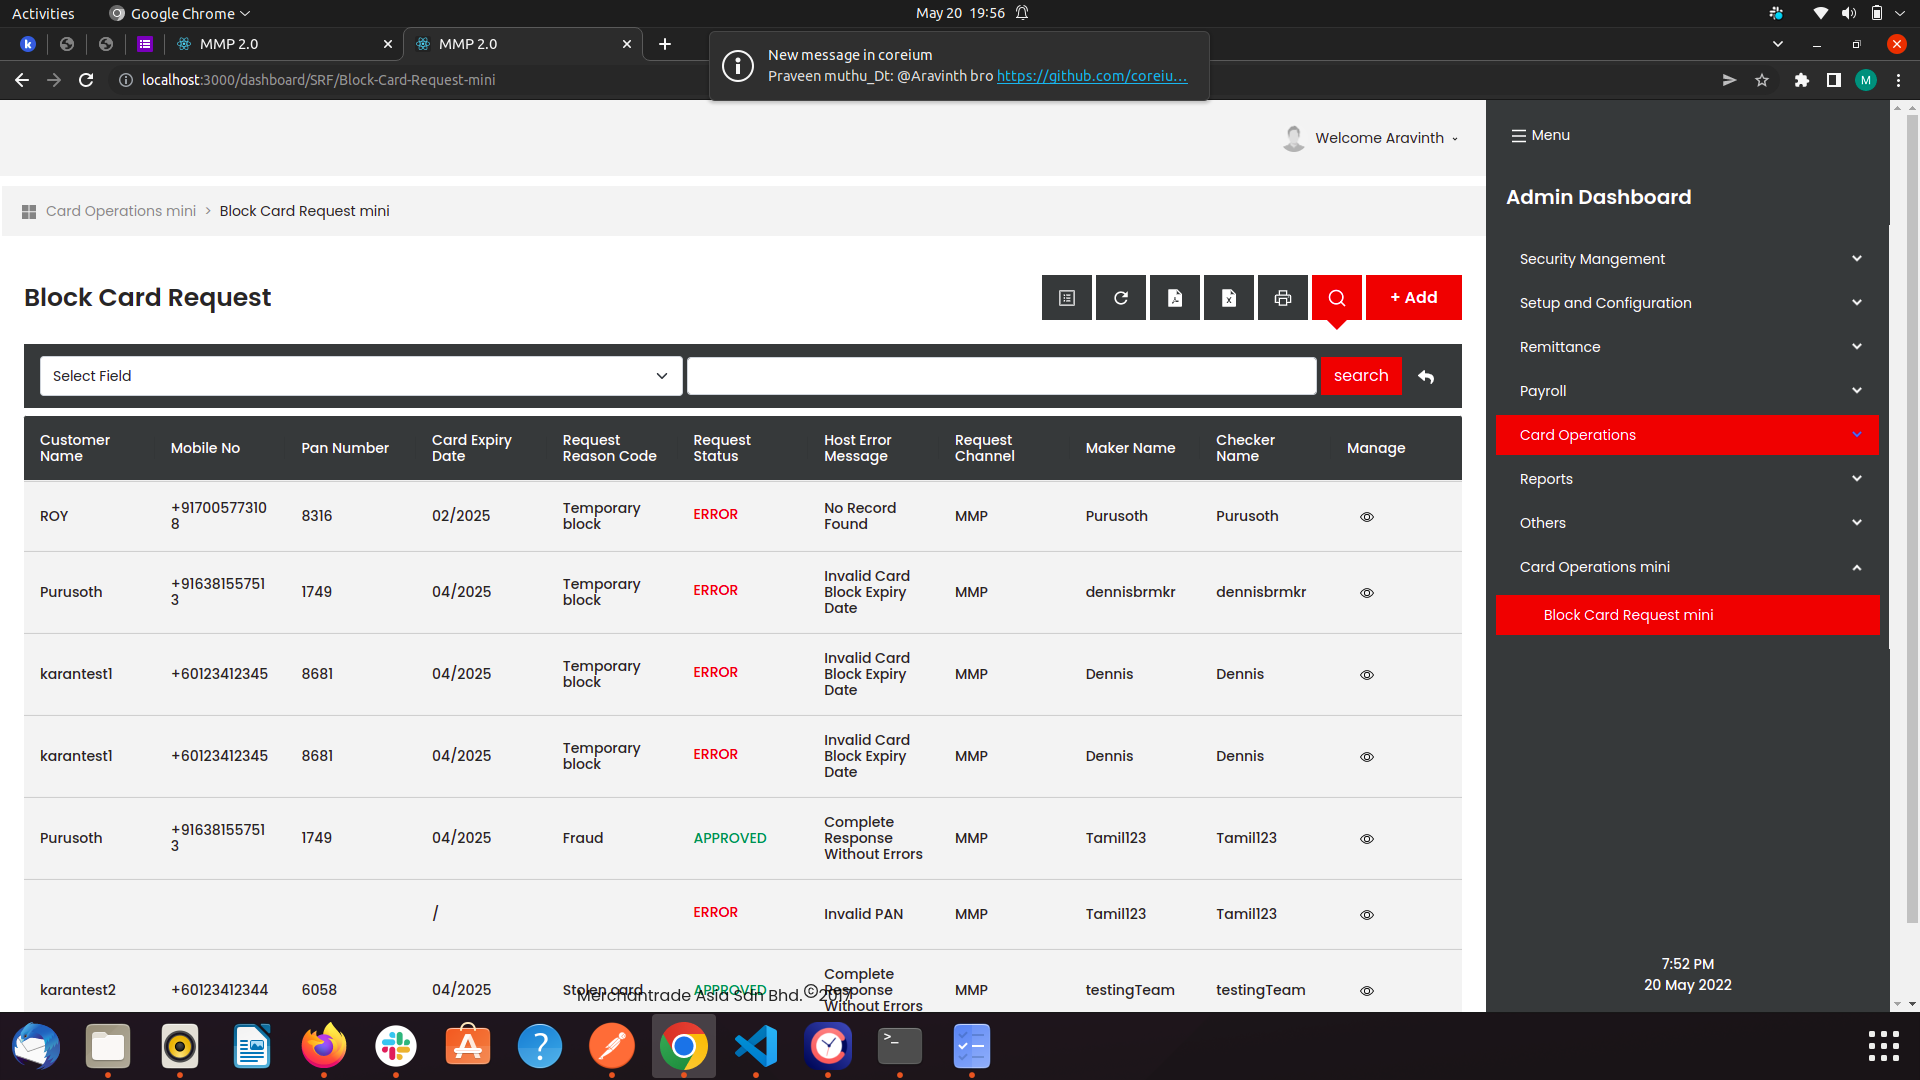 Activities
Google Chrome
May 20 19:56
MMP 2.0
MMP 2.0
New message in coreium
Praveen muthu_Dt: @Aravinth bro https://github.com/coreiu…
localhost:3000/dashboard/SRF/Block-Card-Request-mini
M
Welcome Aravinth
Menu
Card Operations mini > Block Card Request mini
Admin Dashboard
Block Card Request
+ Add
Select Field
search
Customer Name
Mobile No
Pan Number
Card Expiry Date
Request Reason Code
Request Status
Host Error Message
Request Channel
Maker Name
Checker Name
Manage
ROY
+917005773108
8316
02/2025
Temporary block
ERROR
No Record Found
MMP
Purusoth
Purusoth
Purusoth
+916381557513
1749
04/2025
Temporary block
ERROR
Invalid Card Block Expiry Date
MMP
dennisbrmkr
dennisbrmkr
karantest1
+60123412345
8681
04/2025
Temporary block
ERROR
Invalid Card Block Expiry Date
MMP
Dennis
Dennis
karantest1
+60123412345
8681
04/2025
Temporary block
ERROR
Invalid Card Block Expiry Date
MMP
Dennis
Dennis
Purusoth
+916381557513
1749
04/2025
Fraud
APPROVED
Complete Response Without Errors
MMP
Tamil123
Tamil123
/
ERROR
Invalid PAN
MMP
Tamil123
Tamil123
karantest2
+60123412344
6058
04/2025
Stolen card
APPROVED
Complete Response Without Errors
MMP
testingTeam
testingTeam
Merchantrade Asia Sdn Bhd. ©2017
Security Mangement
Setup and Configuration
Remittance
Payroll
Card Operations
Reports
Others
Card Operations mini
Block Card Request mini
7:52 PM
20 May 2022